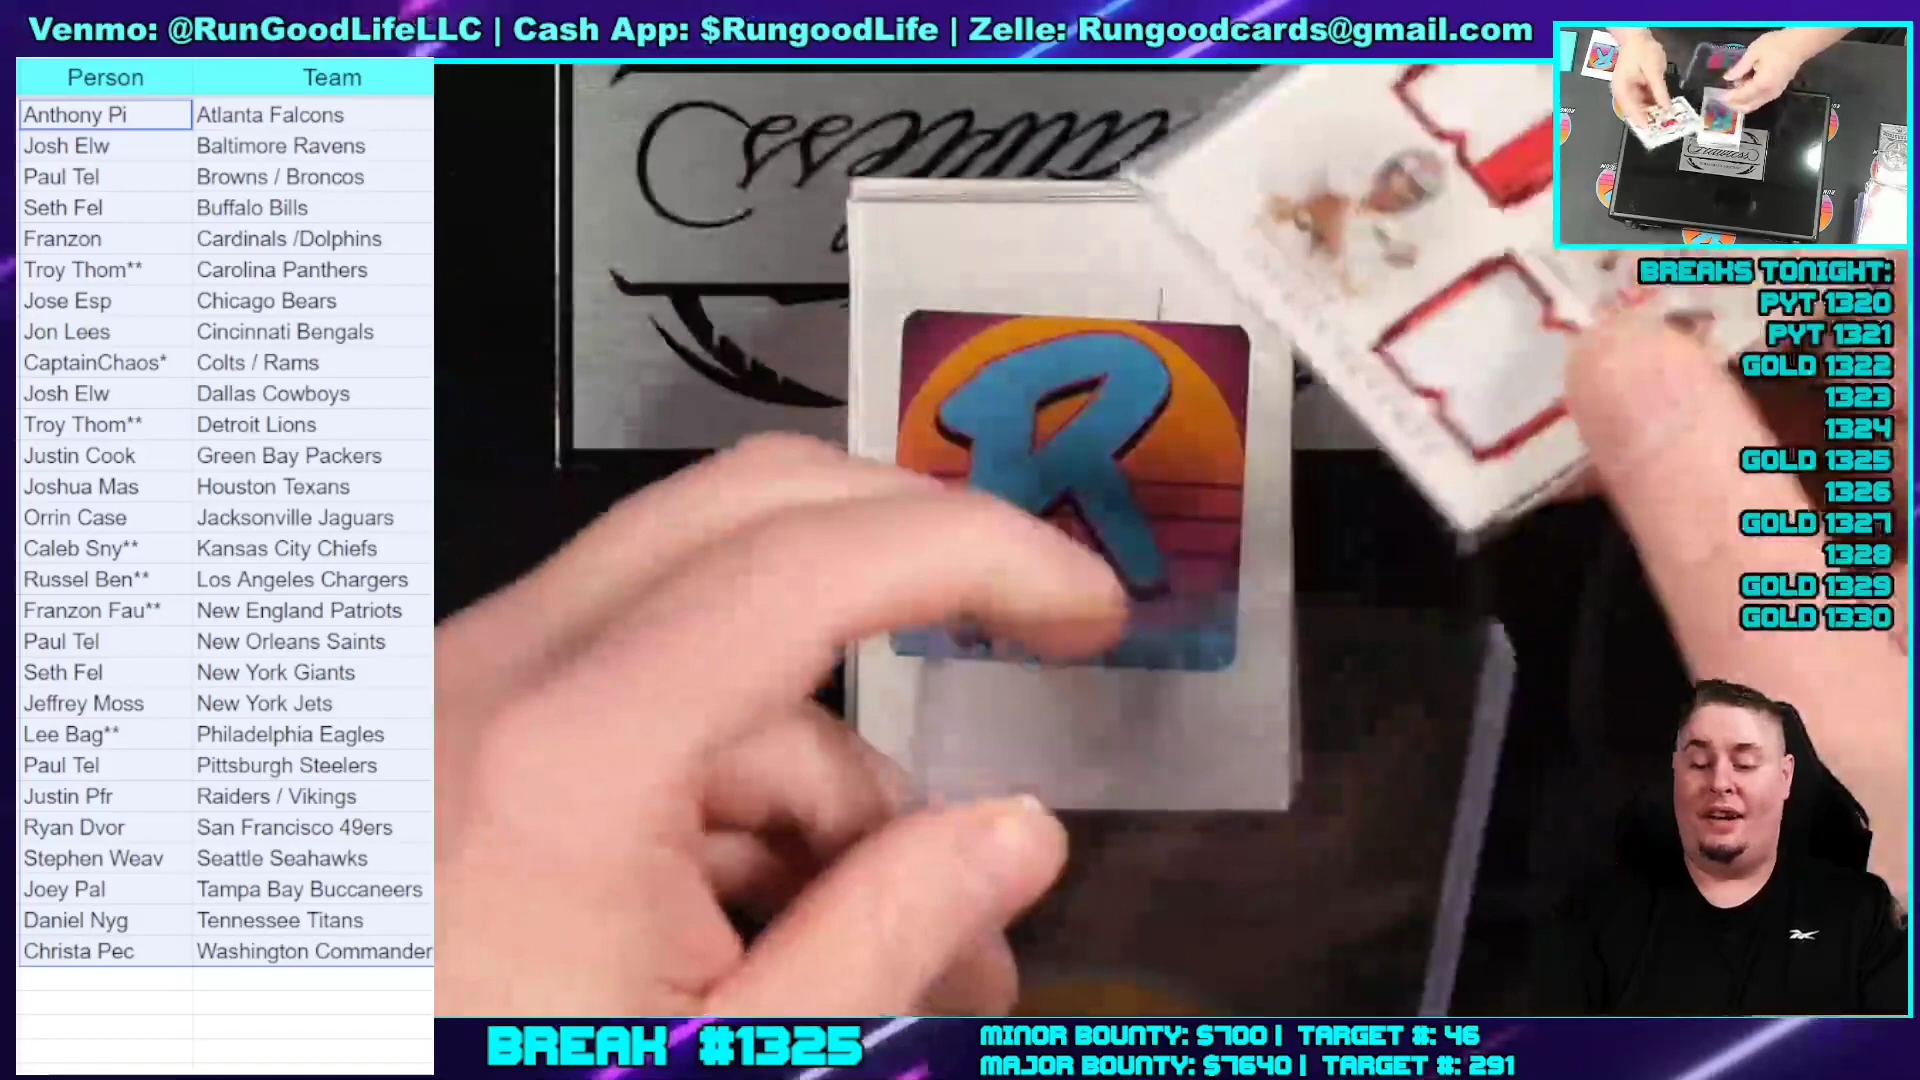 Venmo: @RunGoodLifeLLC | Cash App: $RungoodLife | Zelle: Rungoodcards@gmail.com
Person Team
Anthony Pi Atlanta Falcons
Josh Elw Baltimore Ravens
Paul Tel Browns / Broncos
Seth Fel Buffalo Bills
Franzon Cardinals /Dolphins
Troy Thom** Carolina Panthers
Jose Esp Chicago Bears
Jon Lees Cincinnati Bengals
CaptainChaos* Colts / Rams
Josh Elw Dallas Cowboys
Troy Thom** Detroit Lions
Justin Cook Green Bay Packers
Joshua Mas Houston Texans
Orrin Case Jacksonville Jaguars
Caleb Sny** Kansas City Chiefs
Russel Ben** Los Angeles Chargers
Franzon Fau** New England Patriots
Paul Tel New Orleans Saints
Seth Fel New York Giants
Jeffrey Moss New York Jets
Lee Bag** Philadelphia Eagles
Paul Tel Pittsburgh Steelers
Justin Pfr Raiders / Vikings
Ryan Dvor San Francisco 49ers
Stephen Weav Seattle Seahawks
Joey Pal Tampa Bay Buccaneers
Daniel Nyg Tennessee Titans
Christa Pec Washington Commander
R
BREAKS TONIGHT:
PYT 1320
PYT 1321
GOLD 1322
1323
1324
GOLD 1325
1326
GOLD 1327
1328
GOLD 1329
GOLD 1330
BREAK #1325
MINOR BOUNTY: $700 | TARGET #: 46
MAJOR BOUNTY: $7640 | TARGET #: 291